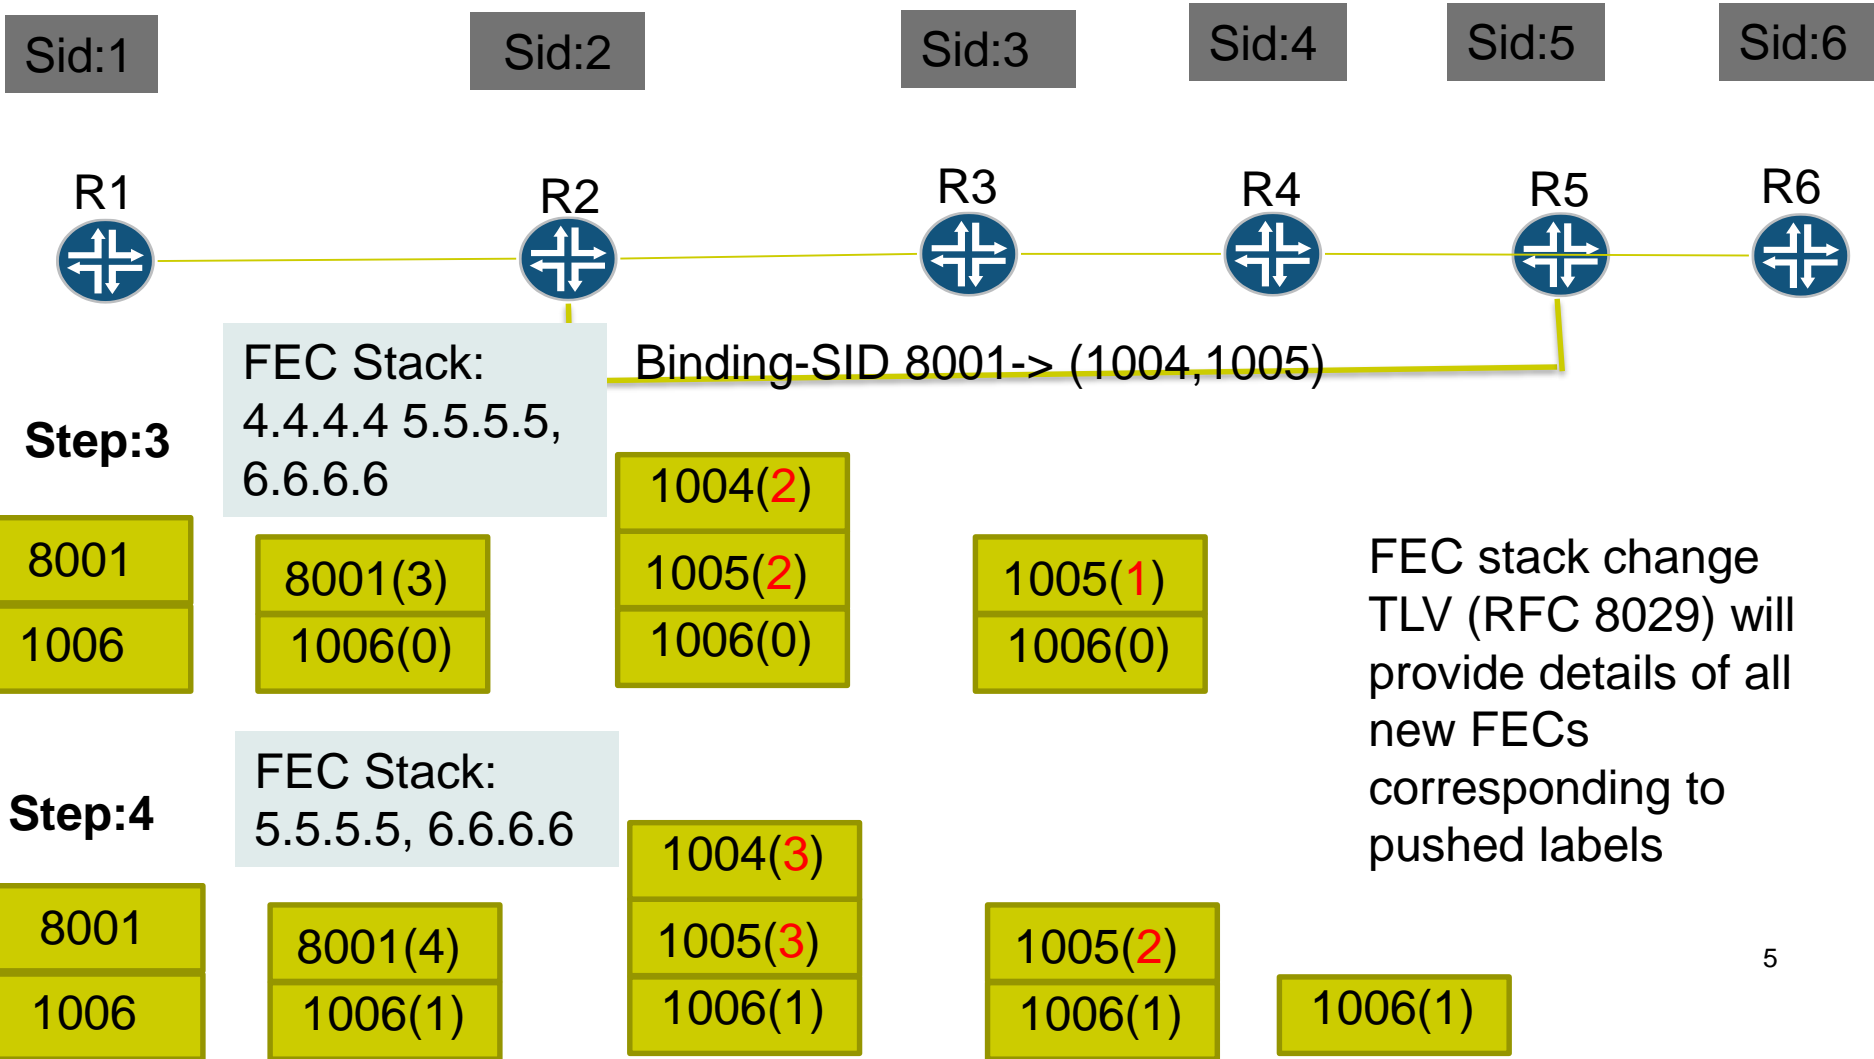 Sid:1
Sid:2
Sid:3
Sid:4
Sid:5
Sid:6
R1
R2
R3
R4
R5
R6
FEC Stack:
4.4.4.4 5.5.5.5,
6.6.6.6
Binding-SID 8001-> (1004,1005)
Step:3
8001
1006
8001(3)
1006(0)
1004(2)
1005(2)
1006(0)
1005(1)
1006(0)
FEC stack change
TLV (RFC 8029) will
provide details of all
new FECs
corresponding to
pushed labels
FEC Stack:
5.5.5.5, 6.6.6.6
Step:4
8001
1006
8001(4)
1006(1)
1004(3)
1005(3)
1006(1)
1005(2)
1006(1)
1006(1)
5